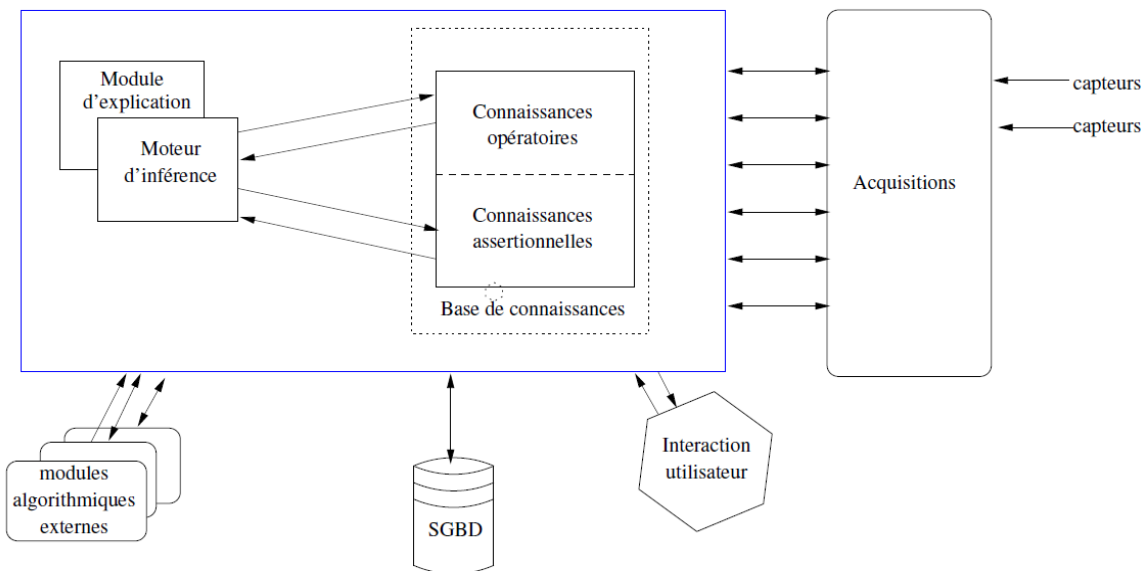 Module
d'explication
Moteur
d'inférence
Connaissances
opératoires
Connaissances
assertionnelles
Base de connaissances
Acquisitions
capteurs
capteurs
modules
algorithmiques
externes
SGBD
Interaction
utilisateur